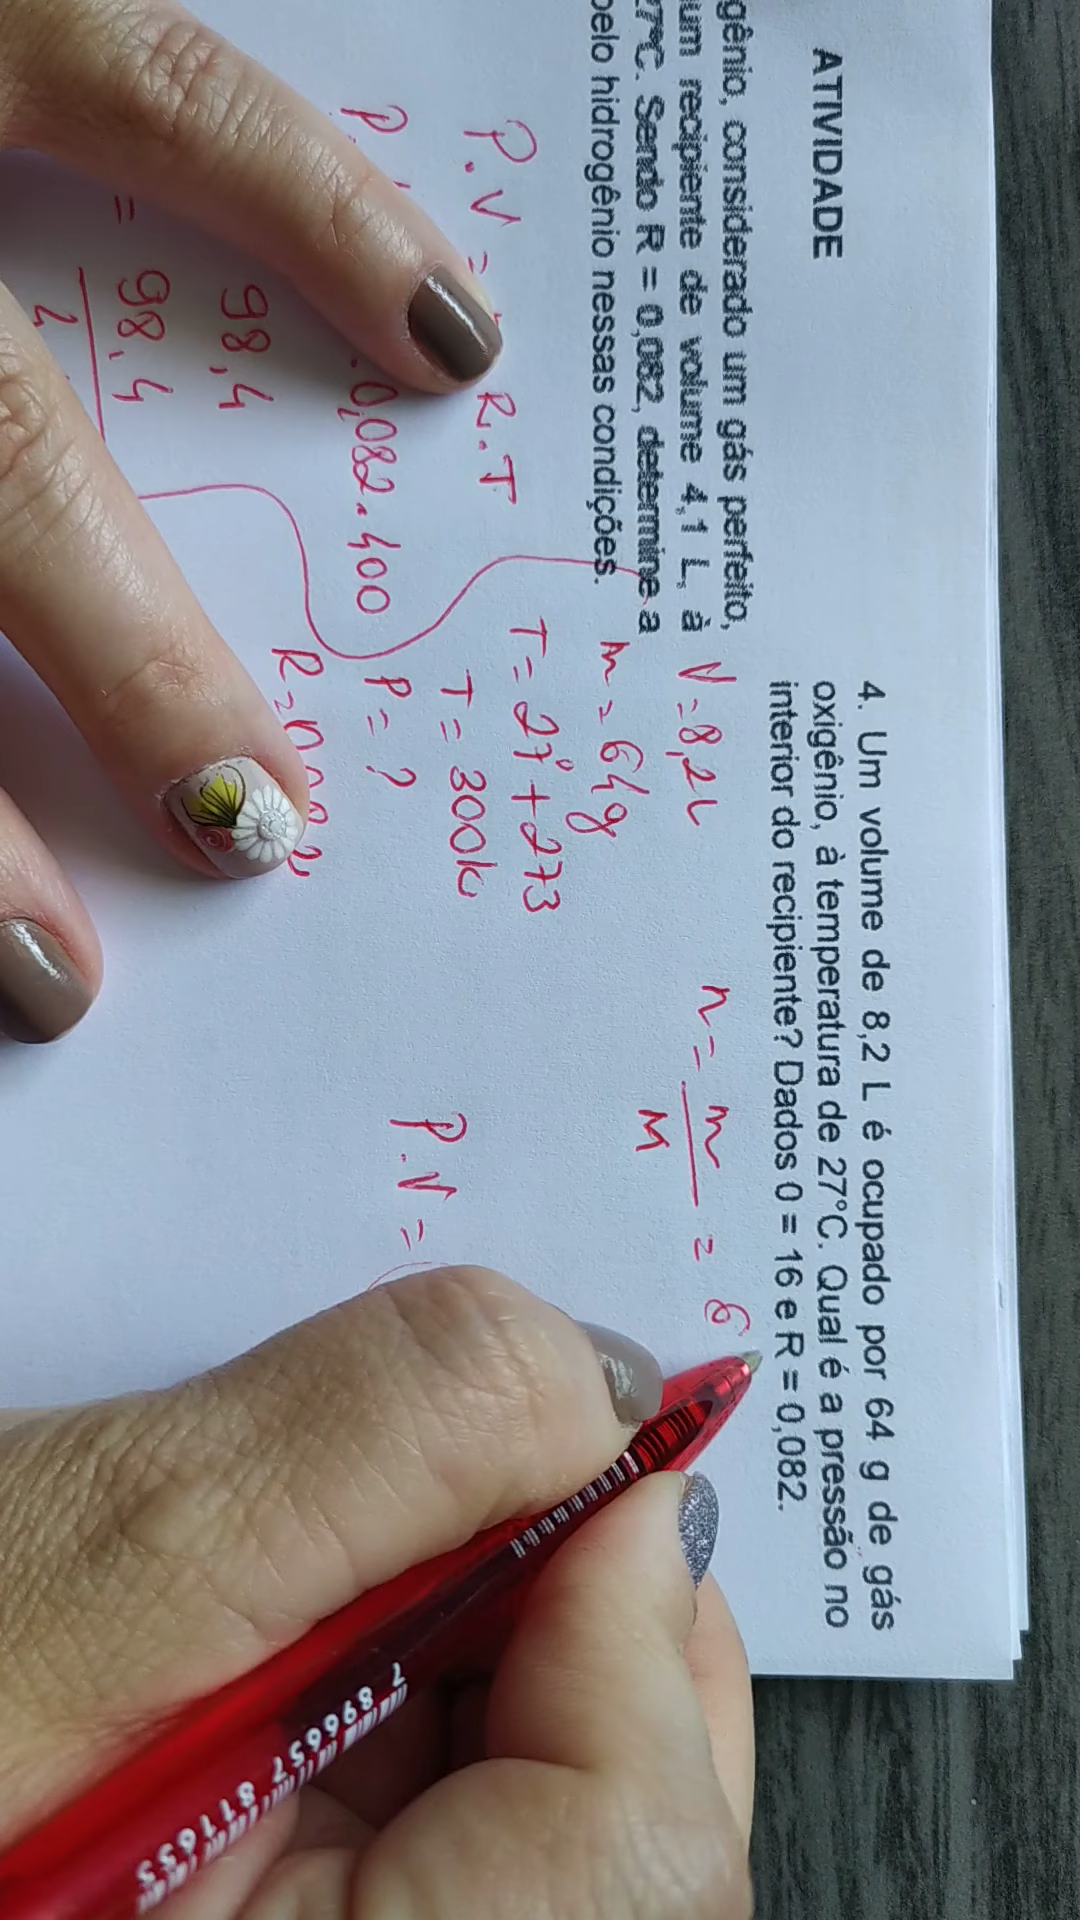 ATIVIDADE
gênio, considerado um gás perfeito,
um recipiente de volume 4,1 L, à
27°C. Sendo R = 0,082, determine a
pelo hidrogênio nessas condições.
P.V = R.T
P. .0,082.400
98,4
= 98,4
4. Um volume de 8,2 L é ocupado por 64 g de gás
oxigênio, à temperatura de 27°C. Qual é a pressão no
interior do recipiente? Dados 0 = 16 e R = 0,082.
V = 8,2L
m = 64g
T = 27° + 273
T = 300K
P = ?
n = m = 6
M
P.V =
7 896657 811655